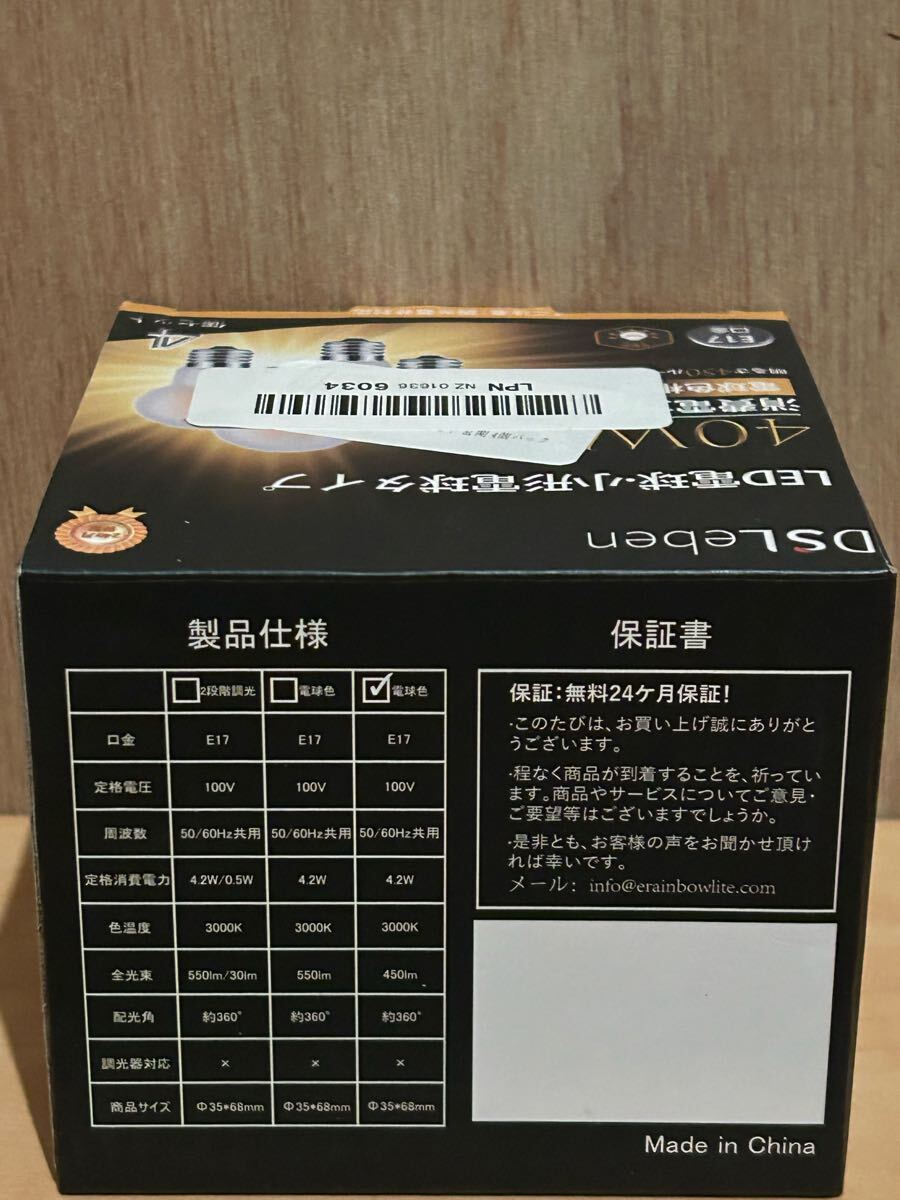 4個セット
E17
口金
LPN NZ 01636 6034
40W
LED電球・小形電球タイプ
DSLeben
製品仕様
2段階調光 電球色 電球色
口金 E17 E17 E17
定格電圧 100V 100V 100V
周波数 50/60Hz共用 50/60Hz共用 50/60Hz共用
定格消費電力 4.2W/0.5W 4.2W 4.2W
色温度 3000K 3000K 3000K
全光束 550lm/30lm 550lm 450lm
配光角 約360° 約360° 約360°
調光器対応 × × ×
商品サイズ Φ35*68mm Φ35*68mm Φ35*68mm
保証書
保証:無料24ケ月保証!
·このたびは、お買い上げ誠にありがと
うございます。
·程なく商品が到着することを、祈ってい
ます。商品やサービスについてご意見・
ご要望等はございますでしょうか。
·是非とも、お客様の声をお聞かせ頂け
れば幸いです。
メール: info@erainbowlite.com
Made in China